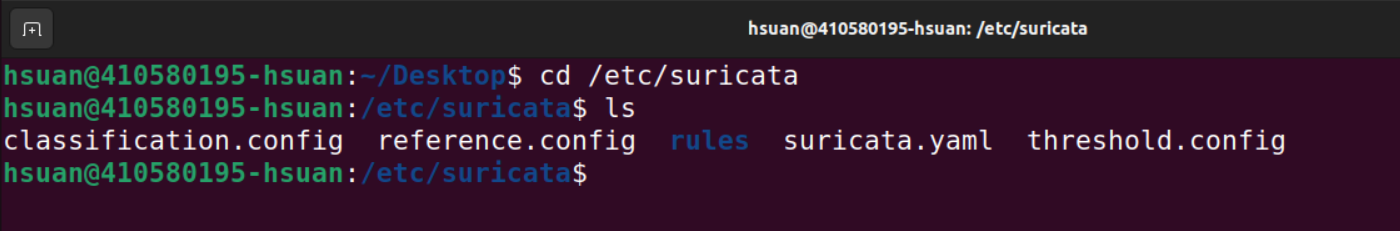 hsuan@410580195-hsuan: /etc/suricata
hsuan@410580195-hsuan:~/Desktop$ cd /etc/suricata
hsuan@410580195-hsuan:/etc/suricata$ ls
classification.config  reference.config  rules  suricata.yaml  threshold.config
hsuan@410580195-hsuan:/etc/suricata$